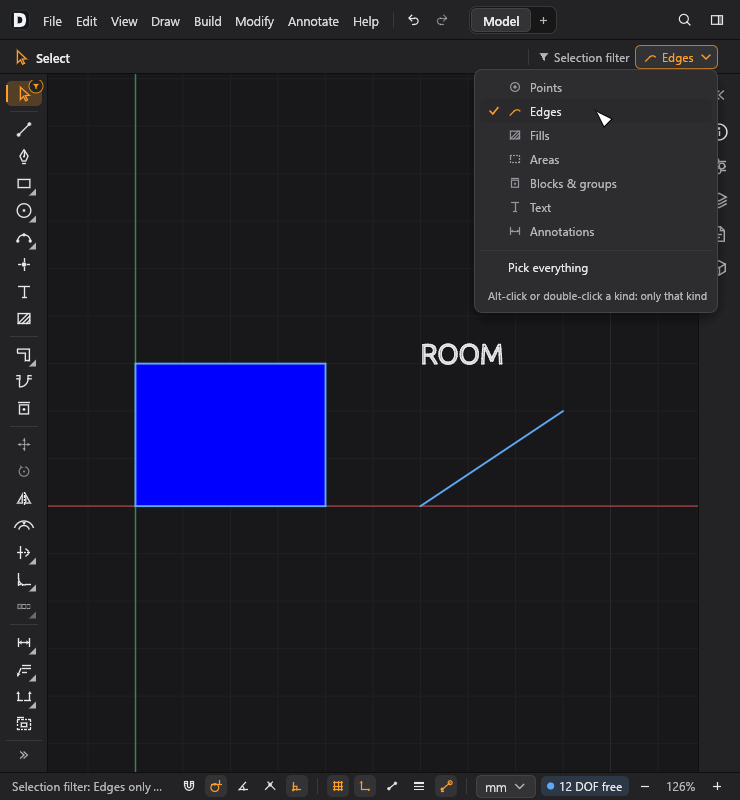 D File Edit View Draw Build Modify Annotate Help Model +
Select Selection filter Edges
Points
Edges
Fills
Areas
Blocks & groups
Text
Annotations
Pick everything
Alt-click or double-click a kind: only that kind
ROOM
Selection filter: Edges only ... mm 12 DOF free − 126% +